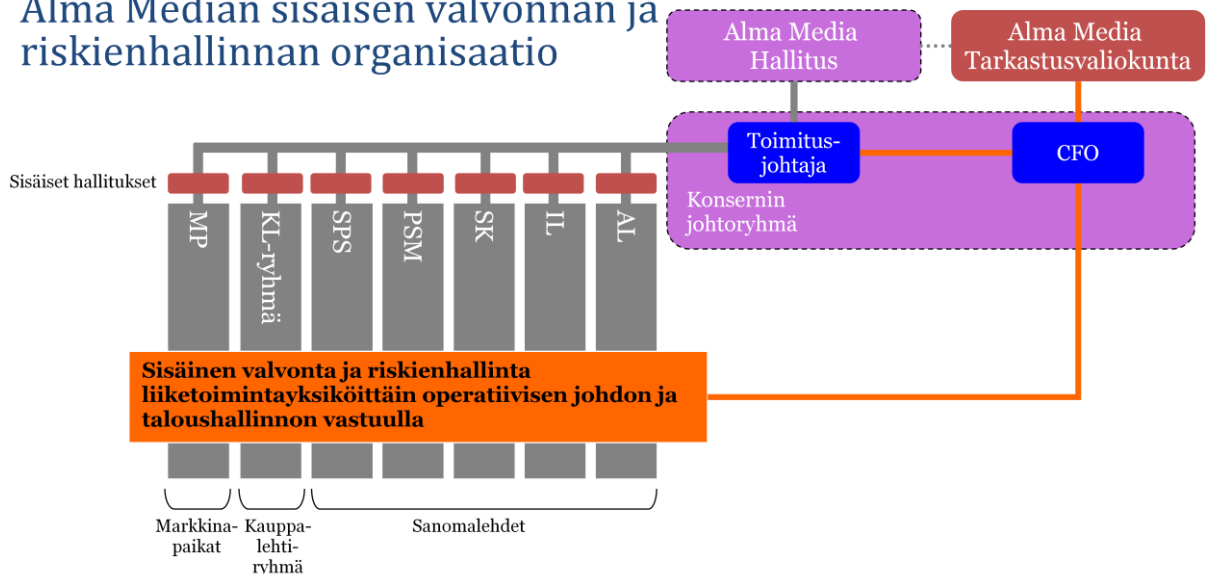 Alma Median sisäisen valvonnan ja
riskienhallinnan organisaatio
Alma Media
Hallitus
Alma Media
Tarkastusvaliokunta
Toimitus-
johtaja
CFO
Konsernin
johtoryhmä
Sisäiset hallitukset
MP
KL-ryhmä
SPS
PSM
SK
IL
AL
Sisäinen valvonta ja riskienhallinta
liiketoimintayksiköittäin operatiivisen johdon ja
taloushallinnon vastuulla
Markkina-
paikat
Kauppa-
lehti-
ryhmä
Sanomalehdet